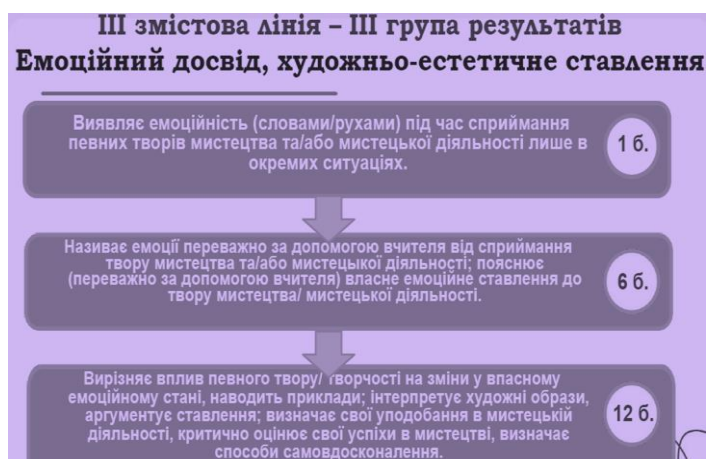 ІІІ змістова лінія – ІІІ група результатів
Емоційний досвід, художньо-естетичне ставлення
Виявляє емоційність (словами/рухами) під час сприймання
певних творів мистецтва та/або мистецької діяльності лише в
окремих ситуаціях.
1 б.
Називає емоції переважно за допомогою вчителя від сприймання
твору мистецтва та/або мистецыкої діяльності; пояснює
(переважно за допомогою вчителя) власне емоційне ставлення до
твору мистецтва/ мистецької діяльності.
6 б.
Вирізняє вплив певного твору/ творчості на зміни у впасному
емоційному стані, наводить приклади; інтерпретує художні образи,
аргументує ставлення; визначає свої уподобання в мистецькій
діяльності, критично оцінює свої успіхи в мистецтві, визначає
способи самовдосконалення.
12 б.